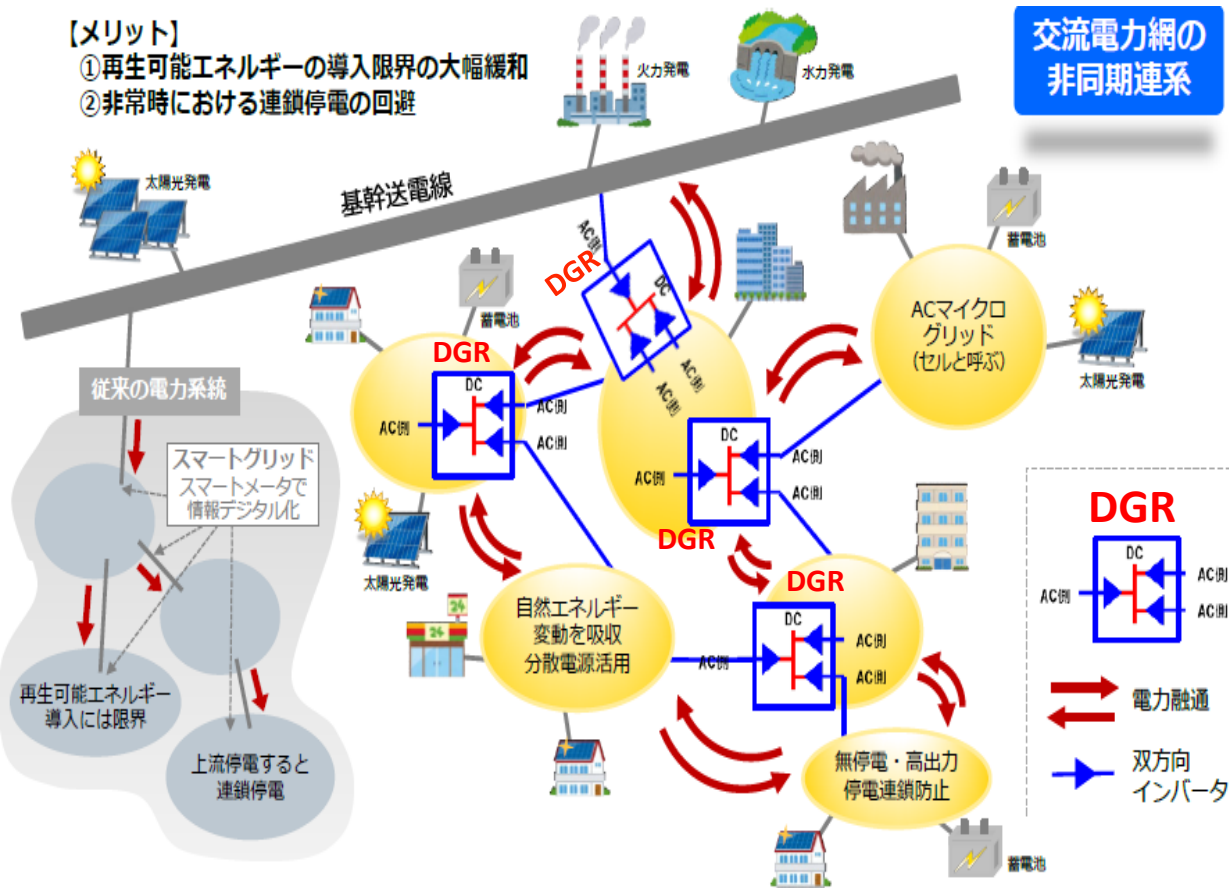 【メリット】
①再生可能エネルギーの導入限界の大幅緩和
②非常時における連鎖停電の回避
火力発電
水力発電
交流電力網の
非同期連系
太陽光発電
基幹送電線
蓄電池
AC側
DGR
DC
AC側
AC側
蓄電池
ACマイクロ
グリッド
(セルと呼ぶ)
太陽光発電
DGR
DC
AC側
AC側
AC側
従来の電力系統
スマートグリッド
スマートメータで
情報デジタル化
DC
AC側
AC側
AC側
DGR
太陽光発電
DGR
DC
AC側
AC側
AC側
自然エネルギー
変動を吸収
分散電源活用
24
24
再生可能エネルギー
導入には限界
上流停電すると
連鎖停電
無停電・高出力
停電連鎖防止
蓄電池
DGR
DC
AC側
AC側
AC側
電力融通
双方向
インバータ